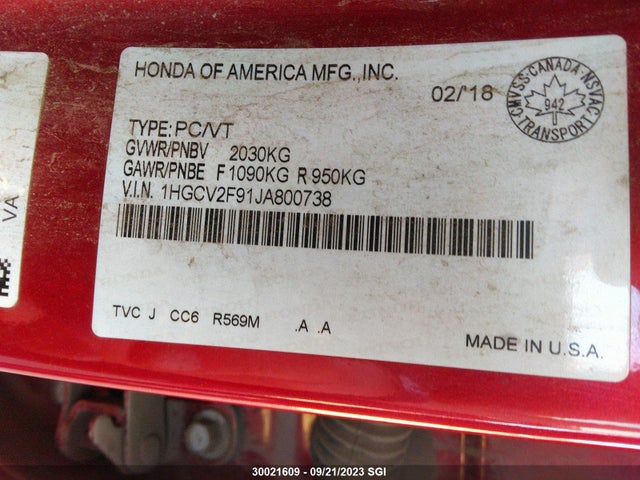 HONDA OF AMERICA MFG.,INC.
02/18
CMVSS·CANADA·NSVAC
942
TRANSPORT
TYPE: PC/VT
GVWR/PNBV 2030KG
GAWR/PNBE F 1090KG R 950KG
V.I.N. 1HGCV2F91JA800738
VA
TVC J CC6 R569M .A .A
MADE IN U.S.A.
30021609 - 09/21/2023 SGI